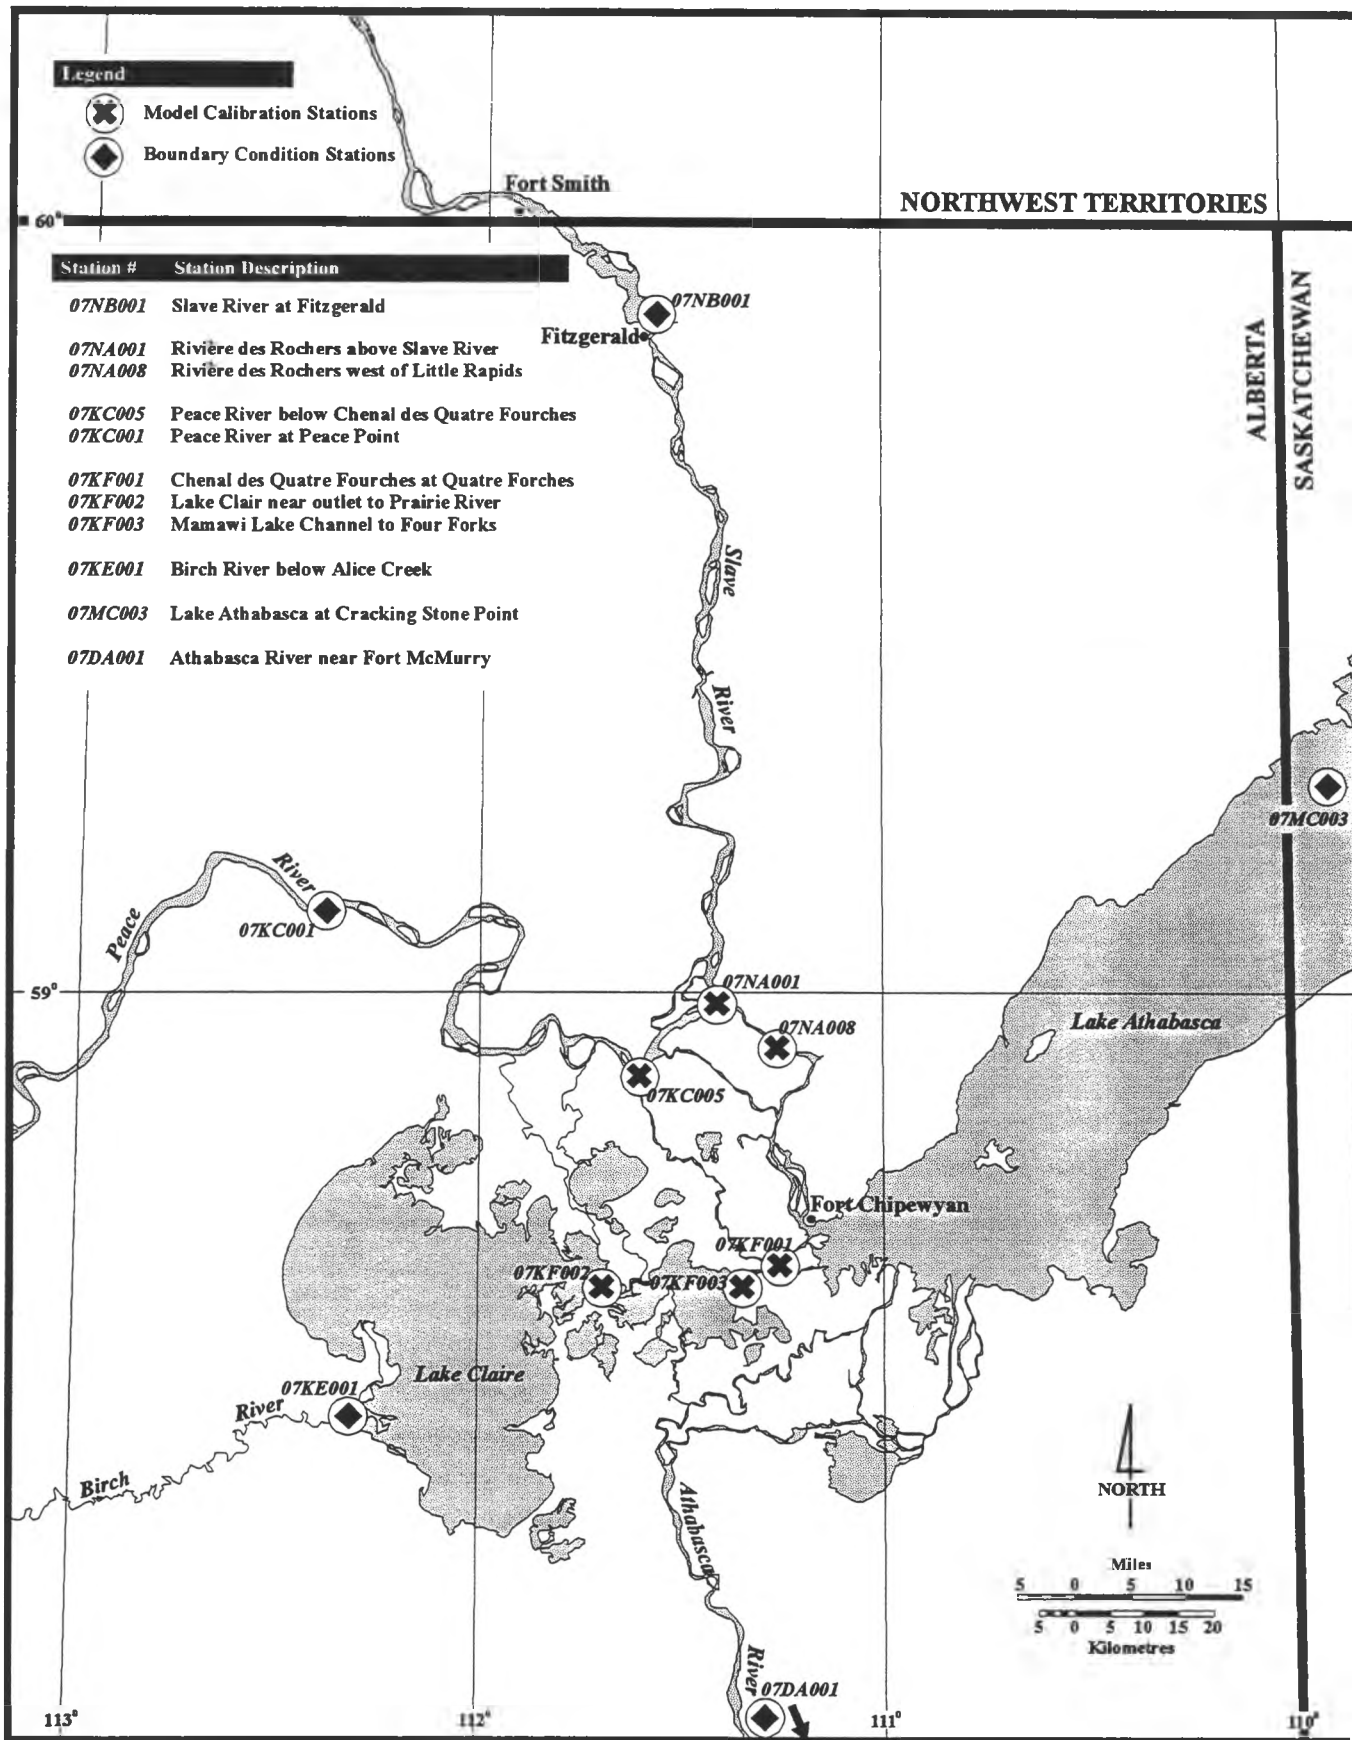 Legend
Model Calibration Stations
Boundary Condition Stations
Fort Smith
NORTHWEST TERRITORIES
60°
Station # Station Description
07NB001 Slave River at Fitzgerald
07NA001 Rivière des Rochers above Slave River
07NA008 Rivière des Rochers west of Little Rapids
07KC005 Peace River below Chenal des Quatre Fourches
07KC001 Peace River at Peace Point
07KF001 Chenal des Quatre Fourches at Quatre Forches
07KF002 Lake Clair near outlet to Prairie River
07KF003 Mamawi Lake Channel to Four Forks
07KE001 Birch River below Alice Creek
07MC003 Lake Athabasca at Cracking Stone Point
07DA001 Athabasca River near Fort McMurry
07NB001
Fitzgerald
ALBERTA
SASKATCHEWAN
Slave
River
07MC003
River
Peace
07KC001
59°
07NA001
Lake Athabasca
07NA008
07KC005
Fort Chipewyan
07KF001
07KF002
07KF003
Lake Claire
07KE001
River
Birch
NORTH
Athabasca
River
Miles
5 0 5 10 15
5 0 5 10 15 20
Kilometres
07DA001
113°
112°
111°
110°